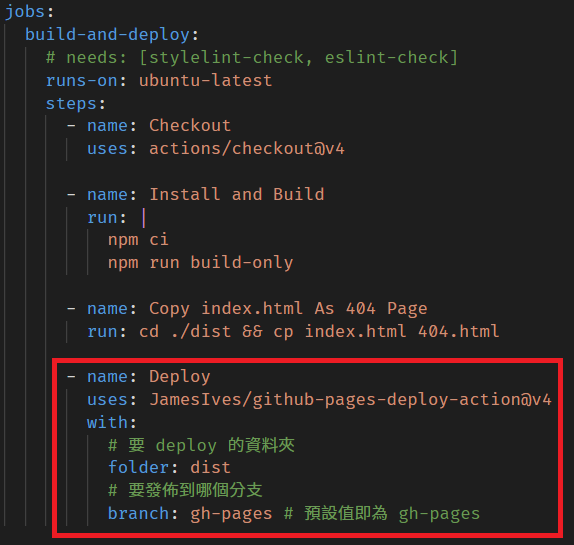 jobs:
  build-and-deploy:
    # needs: [stylelint-check, eslint-check]
    runs-on: ubuntu-latest
    steps:
      - name: Checkout
        uses: actions/checkout@v4

      - name: Install and Build
        run: |
          npm ci
          npm run build-only

      - name: Copy index.html As 404 Page
        run: cd ./dist && cp index.html 404.html

      - name: Deploy
        uses: JamesIves/github-pages-deploy-action@v4
        with:
          # 要 deploy 的資料夾
          folder: dist
          # 要發佈到哪個分支
          branch: gh-pages # 預設值即為 gh-pages